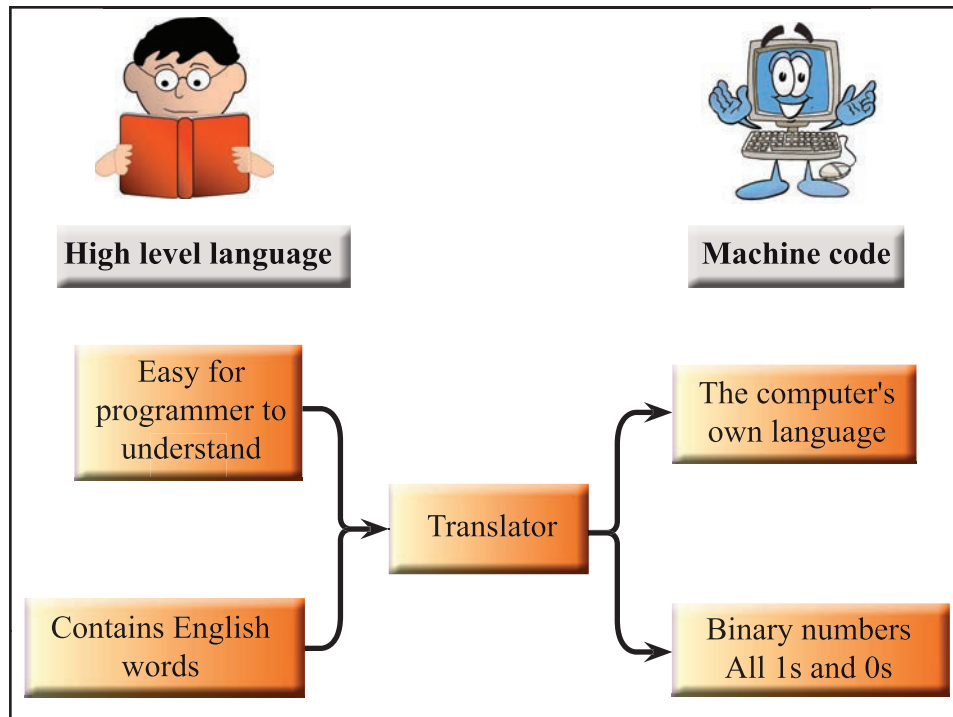 High level language
Machine code
Easy for
programmer to
understand
The computer's
own language
Translator
Contains English
words
Binary numbers
All 1s and 0s